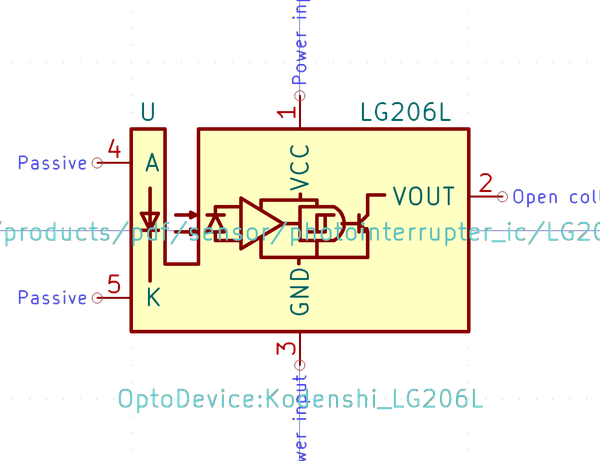 Power inp
U
LG206L
1
4
Passive
A
VCC
2
VOUT
Open coll
/products/pdf/sensor/photointerrupter_ic/LG20
5
Passive
K
GND
3
OptoDevice:Kodenshi_LG206L
wer input